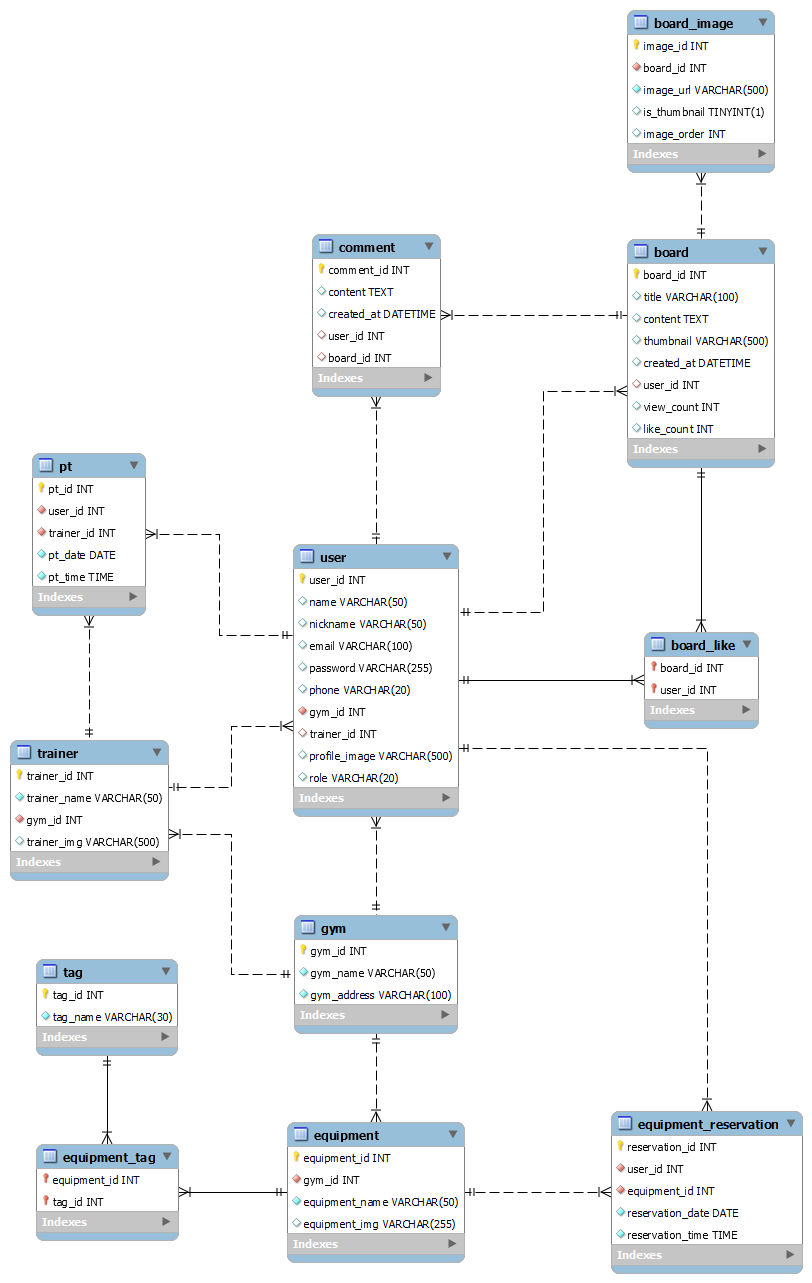 board_image
image_id INT
board_id INT
image_url VARCHAR(500)
is_thumbnail TINYINT(1)
image_order INT
Indexes
comment
comment_id INT
content TEXT
created_at DATETIME
user_id INT
board_id INT
Indexes
board
board_id INT
title VARCHAR(100)
content TEXT
thumbnail VARCHAR(500)
created_at DATETIME
user_id INT
view_count INT
like_count INT
Indexes
pt
pt_id INT
user_id INT
trainer_id INT
pt_date DATE
pt_time TIME
Indexes
user
user_id INT
name VARCHAR(50)
nickname VARCHAR(50)
email VARCHAR(100)
password VARCHAR(255)
phone VARCHAR(20)
gym_id INT
trainer_id INT
profile_image VARCHAR(500)
role VARCHAR(20)
Indexes
board_like
board_id INT
user_id INT
Indexes
trainer
trainer_id INT
trainer_name VARCHAR(50)
gym_id INT
trainer_img VARCHAR(500)
Indexes
gym
gym_id INT
gym_name VARCHAR(50)
gym_address VARCHAR(100)
Indexes
tag
tag_id INT
tag_name VARCHAR(30)
Indexes
equipment_tag
equipment_id INT
tag_id INT
Indexes
equipment
equipment_id INT
gym_id INT
equipment_name VARCHAR(50)
equipment_img VARCHAR(255)
Indexes
equipment_reservation
reservation_id INT
user_id INT
equipment_id INT
reservation_date DATE
reservation_time TIME
Indexes